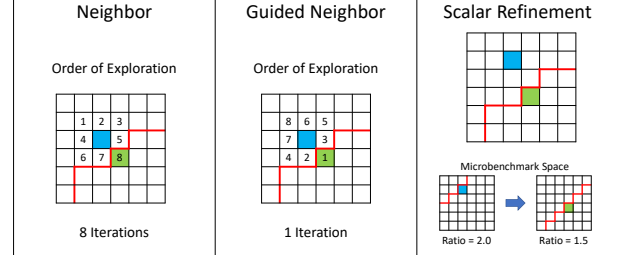 Neighbor
Order of Exploration
1 2 3
4 5
6 7 8
8 Iterations
Guided Neighbor
Order of Exploration
8 6 5
7 3
4 2 1
1 Iteration
Scalar Refinement
Microbenchmark Space
Ratio = 2.0
Ratio = 1.5